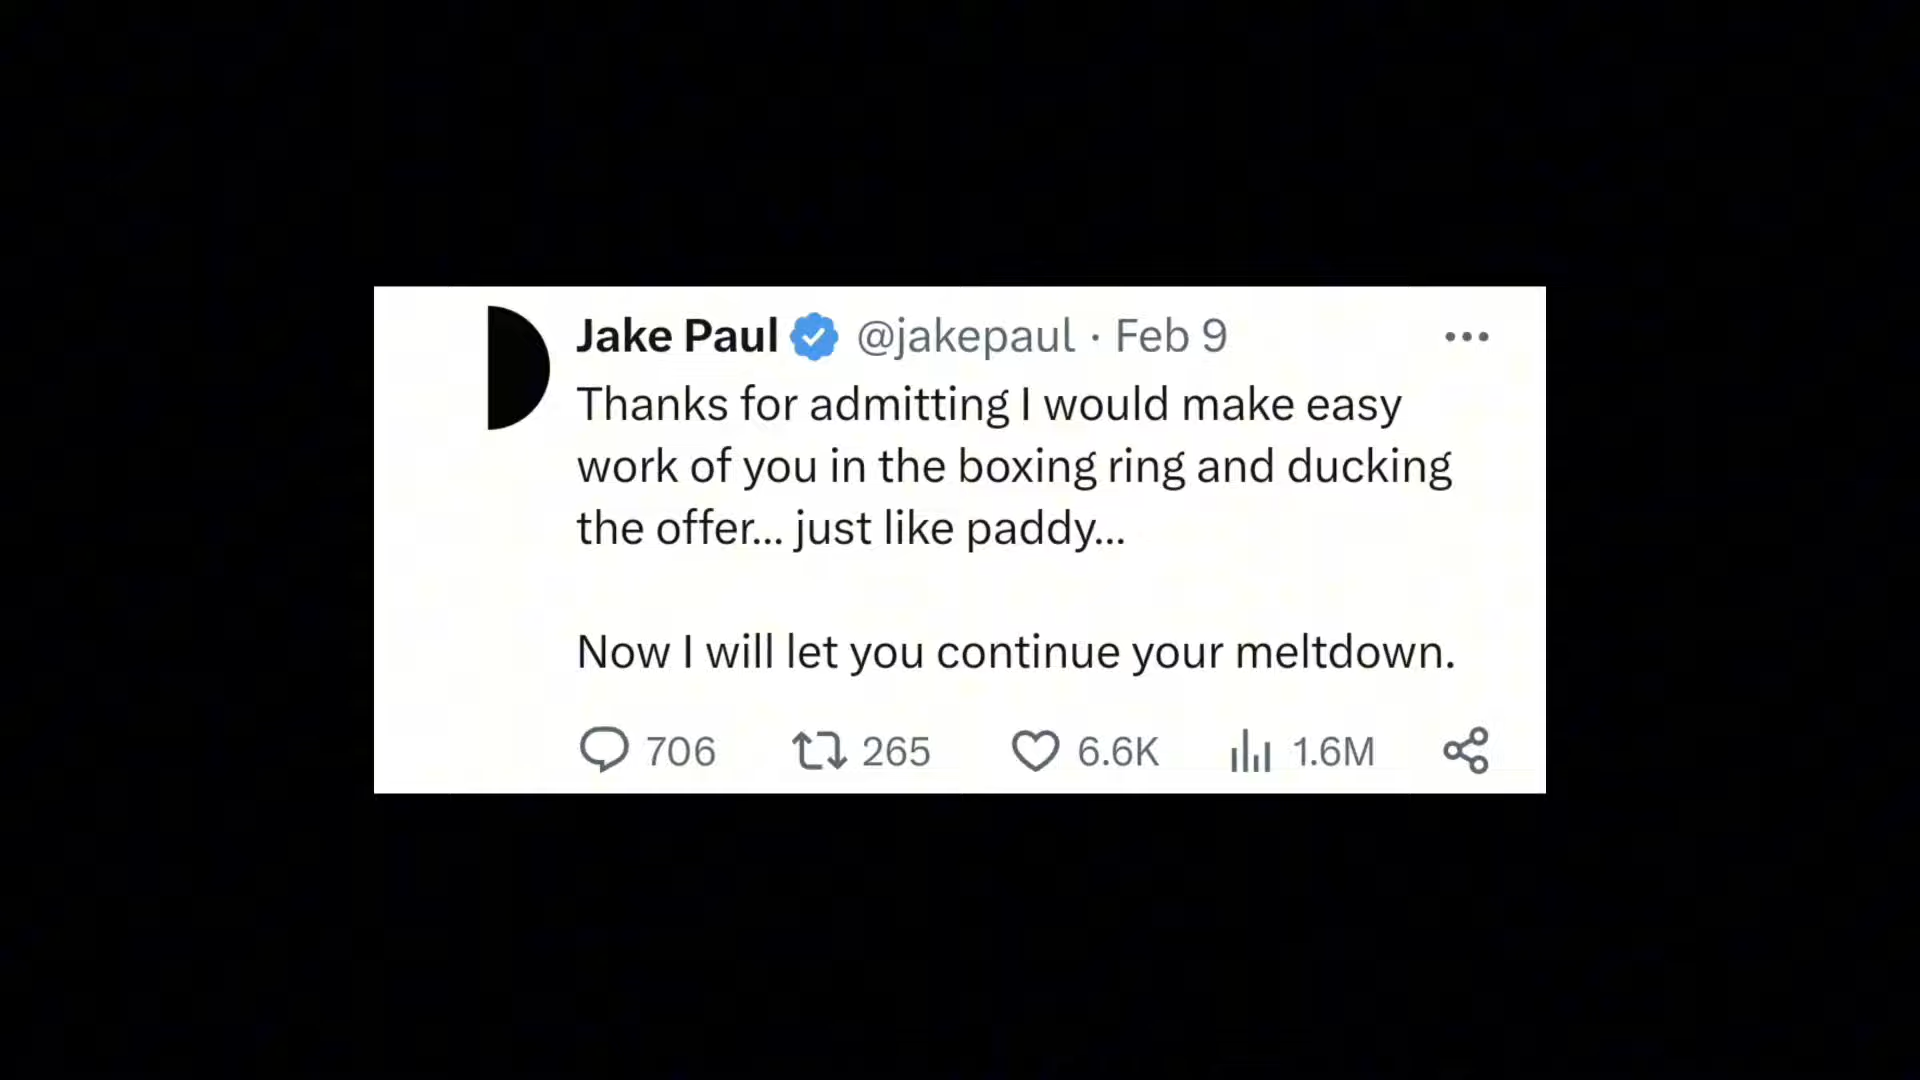 Jake Paul @jakepaul · Feb 9
Thanks for admitting I would make easy
work of you in the boxing ring and ducking
the offer... just like paddy...
Now I will let you continue your meltdown.
706 265 6.6K 1.6M